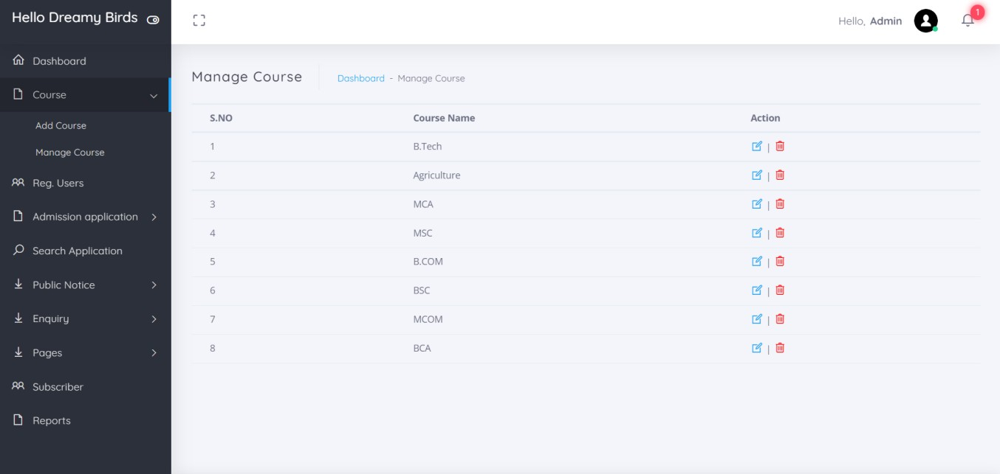 Hello Dreamy Birds
Hello, Admin
1
Dashboard
Course
Add Course
Manage Course
Reg. Users
Admission application
Search Application
Public Notice
Enquiry
Pages
Subscriber
Reports
Manage Course Dashboard - Manage Course
S.NO Course Name Action
1 B.Tech |
2 Agriculture |
3 MCA |
4 MSC |
5 B.COM |
6 BSC |
7 MCOM |
8 BCA |